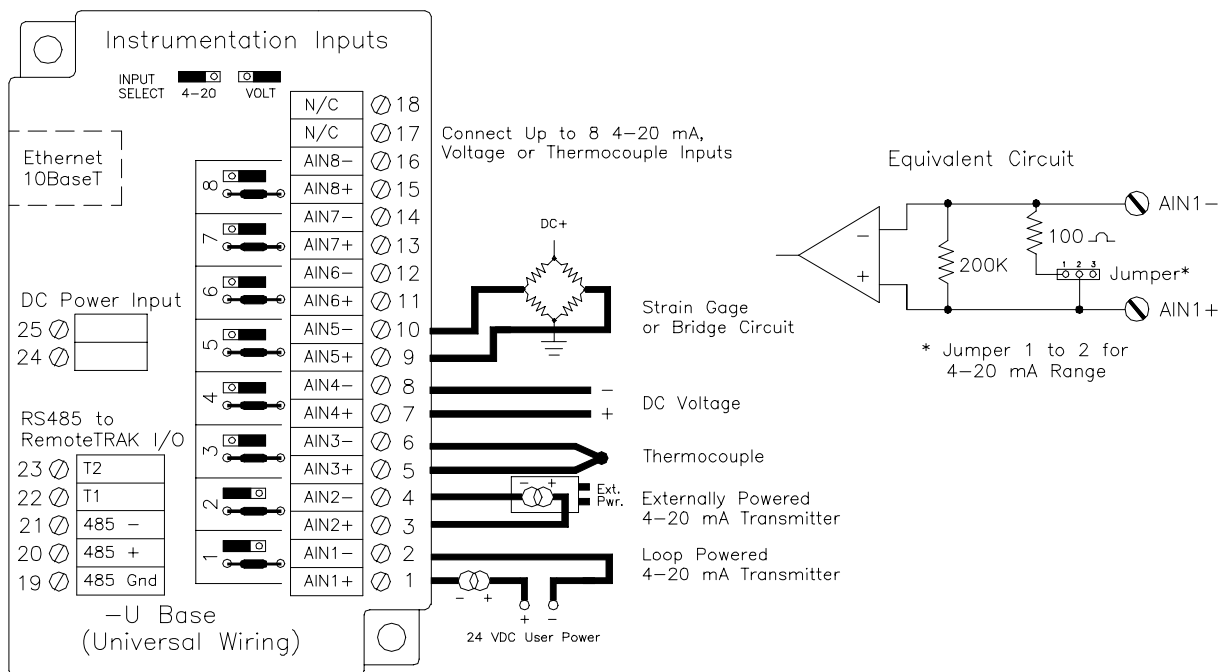 Instrumentation Inputs
INPUT
SELECT
4-20
VOLT
N/C 18
N/C 17
AIN8- 16
AIN8+ 15
AIN7- 14
AIN7+ 13
AIN6- 12
AIN6+ 11
AIN5- 10
AIN5+ 9
AIN4- 8
AIN4+ 7
AIN3- 6
AIN3+ 5
AIN2- 4
AIN2+ 3
AIN1- 2
AIN1+ 1
8
7
6
5
4
3
2
1
Ethernet
10BaseT
DC Power Input
25
24
RS485 to
RemoteTRAK I/O
23 T2
22 T1
21 485 -
20 485 +
19 485 Gnd
-U Base
(Universal Wiring)
Connect Up to 8 4-20 mA,
Voltage or Thermocouple Inputs
DC+
Strain Gage
or Bridge Circuit
-
+
DC Voltage
Thermocouple
- +
Ext.
Pwr.
Externally Powered
4-20 mA Transmitter
Loop Powered
4-20 mA Transmitter
- +
+ -
24 VDC User Power
Equivalent Circuit
AIN1-
-
+
200K
100 Ω
1 2 3
Jumper*
AIN1+
* Jumper 1 to 2 for
4-20 mA Range